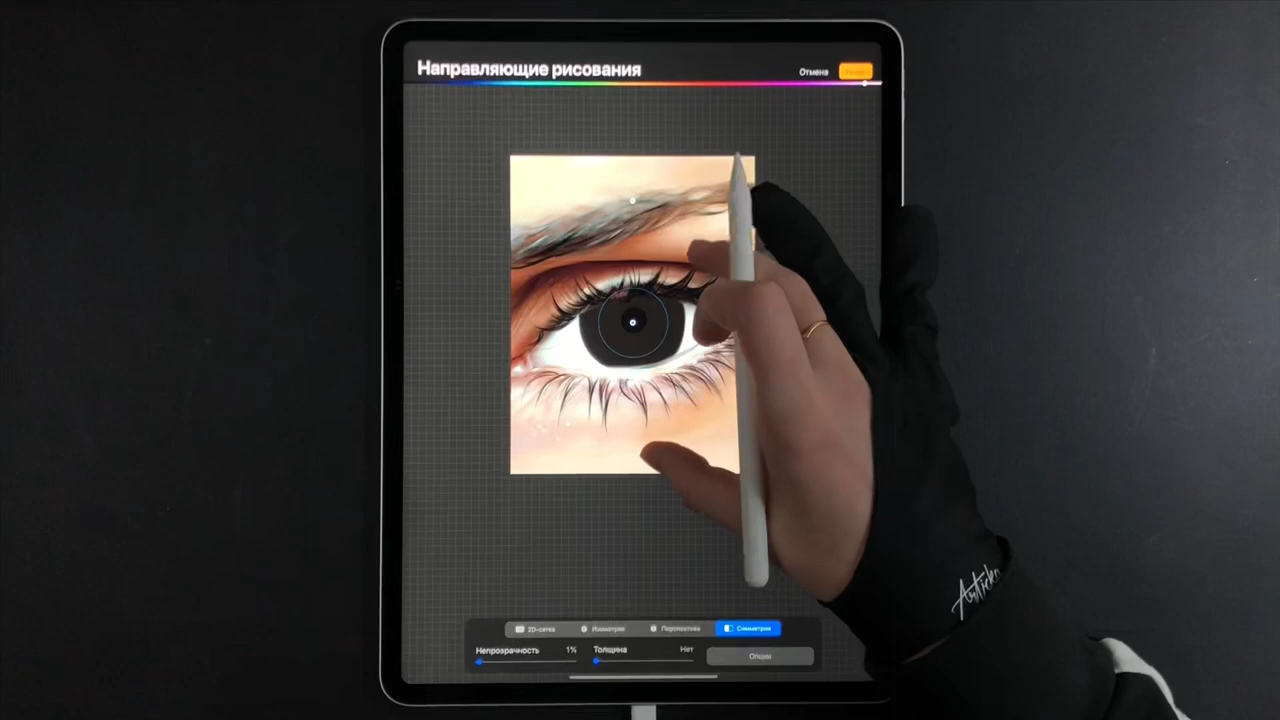 Направляющие рисования
Отмена
2D-сетка Изометрия Перспектива Симметрия
Непрозрачность 1% Толщина Нет Опции